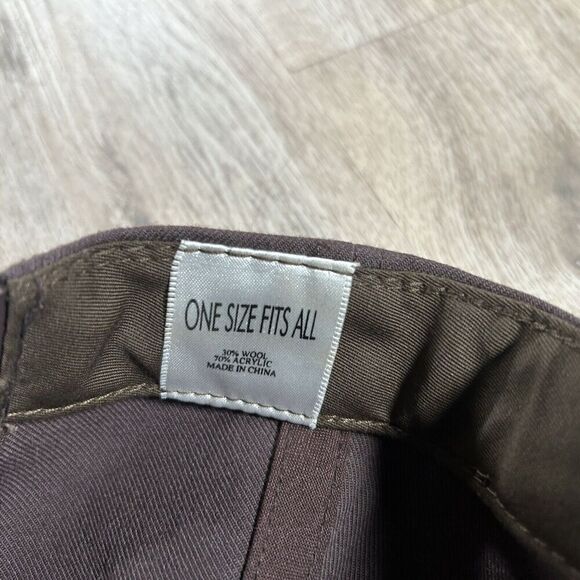 ONE SIZE FITS ALL
30% WOOL
70% ACRYLIC
MADE IN CHINA